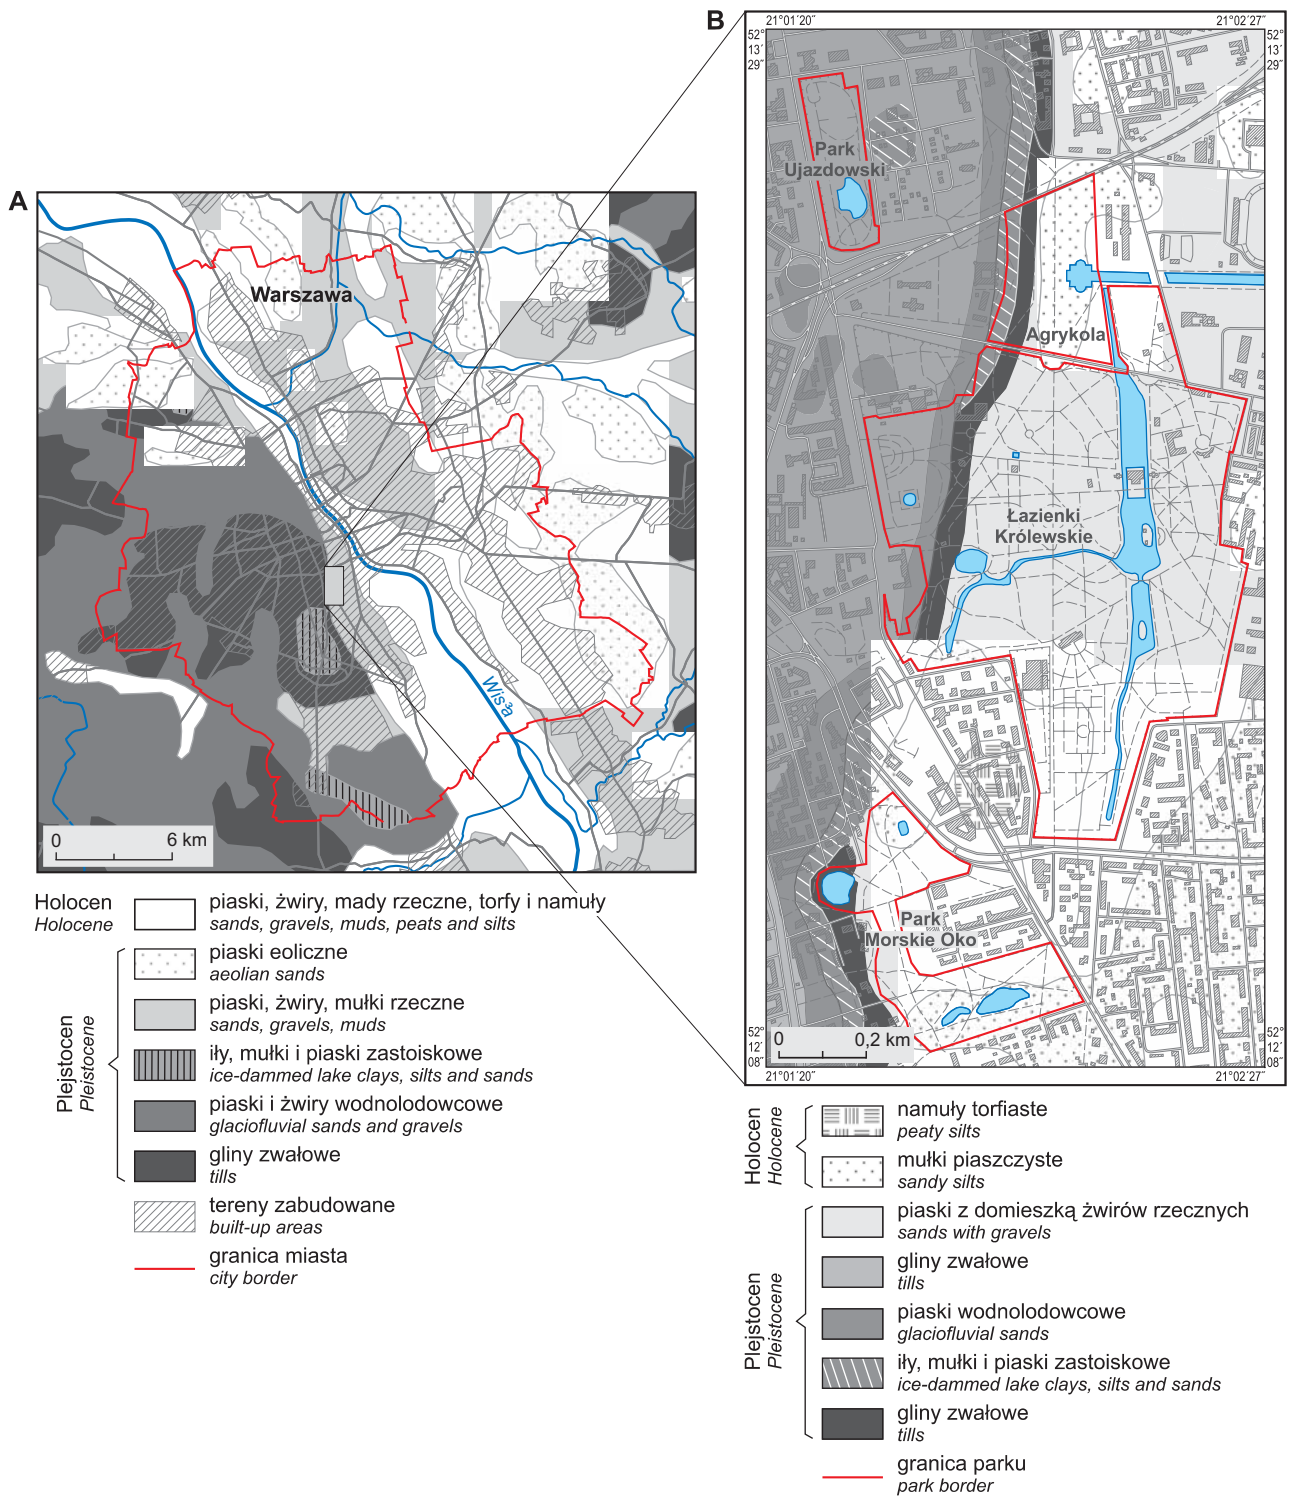 A
Warszawa
Wis³a
0
6 km
Holocen
Holocene
piaski, żwiry, mady rzeczne, torfy i namuły
sands, gravels, muds, peats and silts
Plejstocen
Pleistocene
piaski eoliczne
aeolian sands
piaski, żwiry, mułki rzeczne
sands, gravels, muds
iły, mułki i piaski zastoiskowe
ice-dammed lake clays, silts and sands
piaski i żwiry wodnolodowcowe
glaciofluvial sands and gravels
gliny zwałowe
tills
tereny zabudowane
built-up areas
granica miasta
city border
B
21°01´20˝
21°02´27˝
52°
13´
29˝
52°
13´
29˝
Park
Ujazdowski
Agrykola
Łazienki
Królewskie
Park
Morskie Oko
0
0,2 km
52°
12´
08˝
52°
12´
08˝
21°01´20˝
21°02´27˝
Holocen
Holocene
namuły torfiaste
peaty silts
mułki piaszczyste
sandy silts
Plejstocen
Pleistocene
piaski z domieszką żwirów rzecznych
sands with gravels
gliny zwałowe
tills
piaski wodnolodowcowe
glaciofluvial sands
iły, mułki i piaski zastoiskowe
ice-dammed lake clays, silts and sands
gliny zwałowe
tills
granica parku
park border